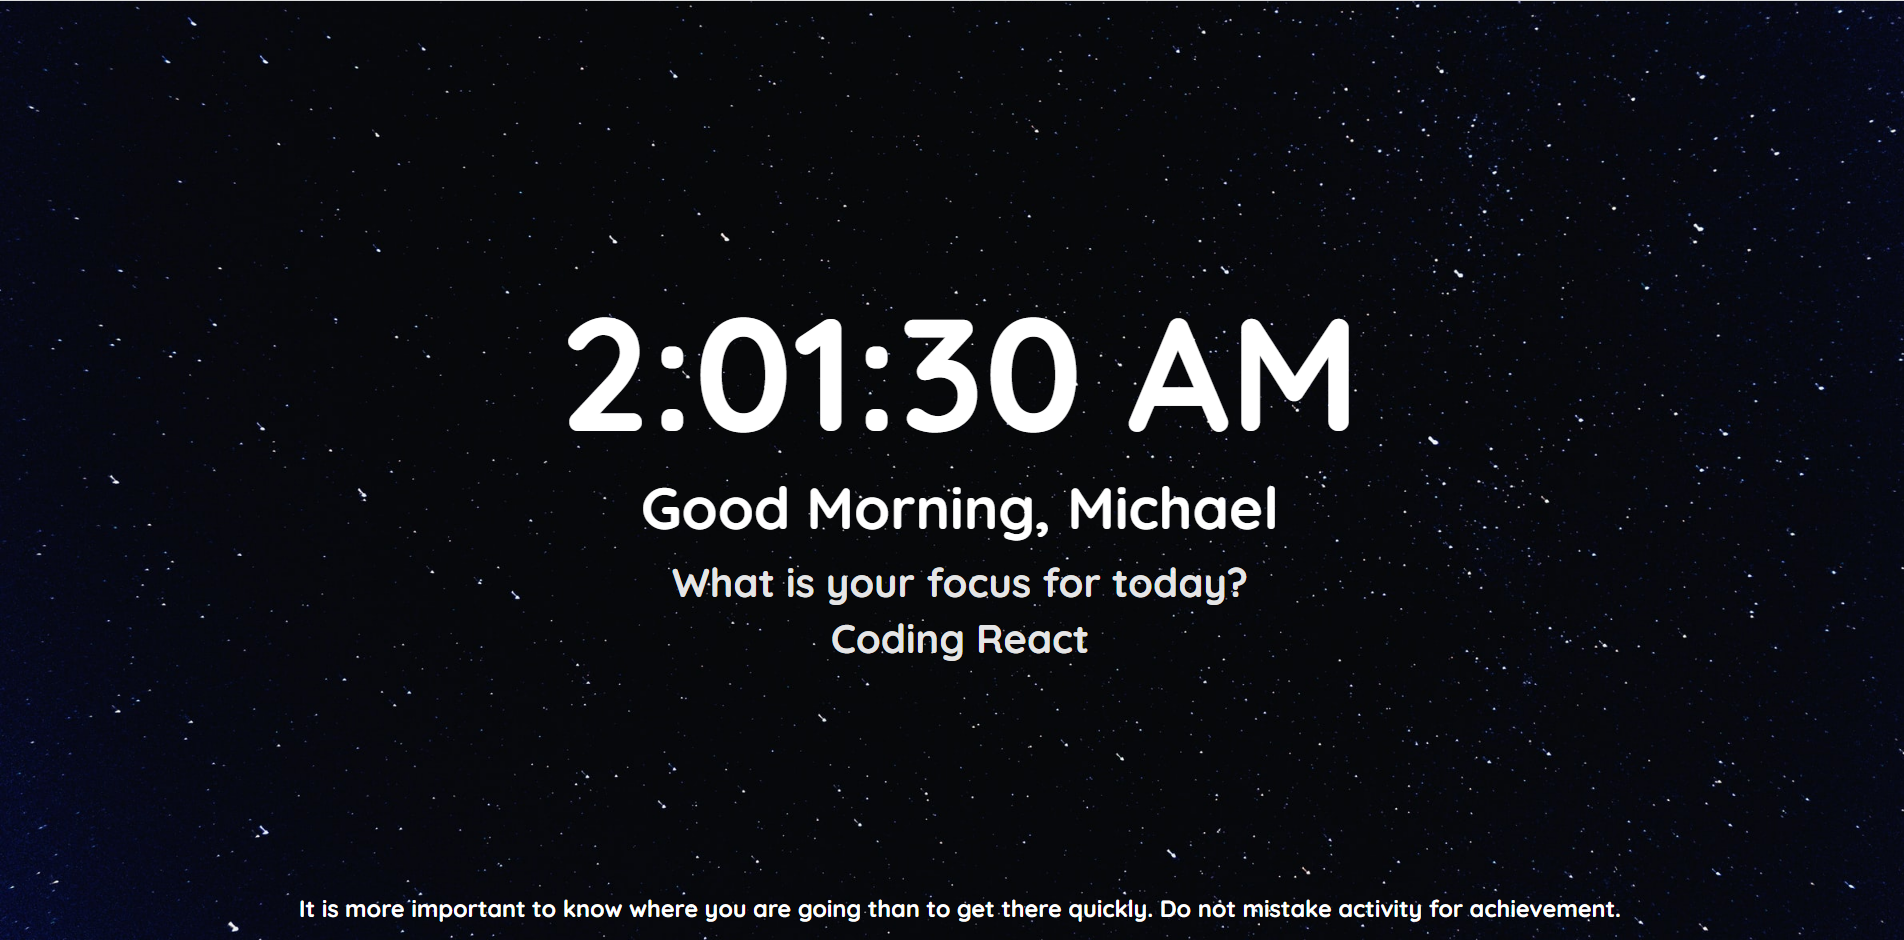 2:01:30 AM
Good Morning, Michael
What is your focus for today?
Coding React
It is more important to know where you are going than to get there quickly. Do not mistake activity for achievement.